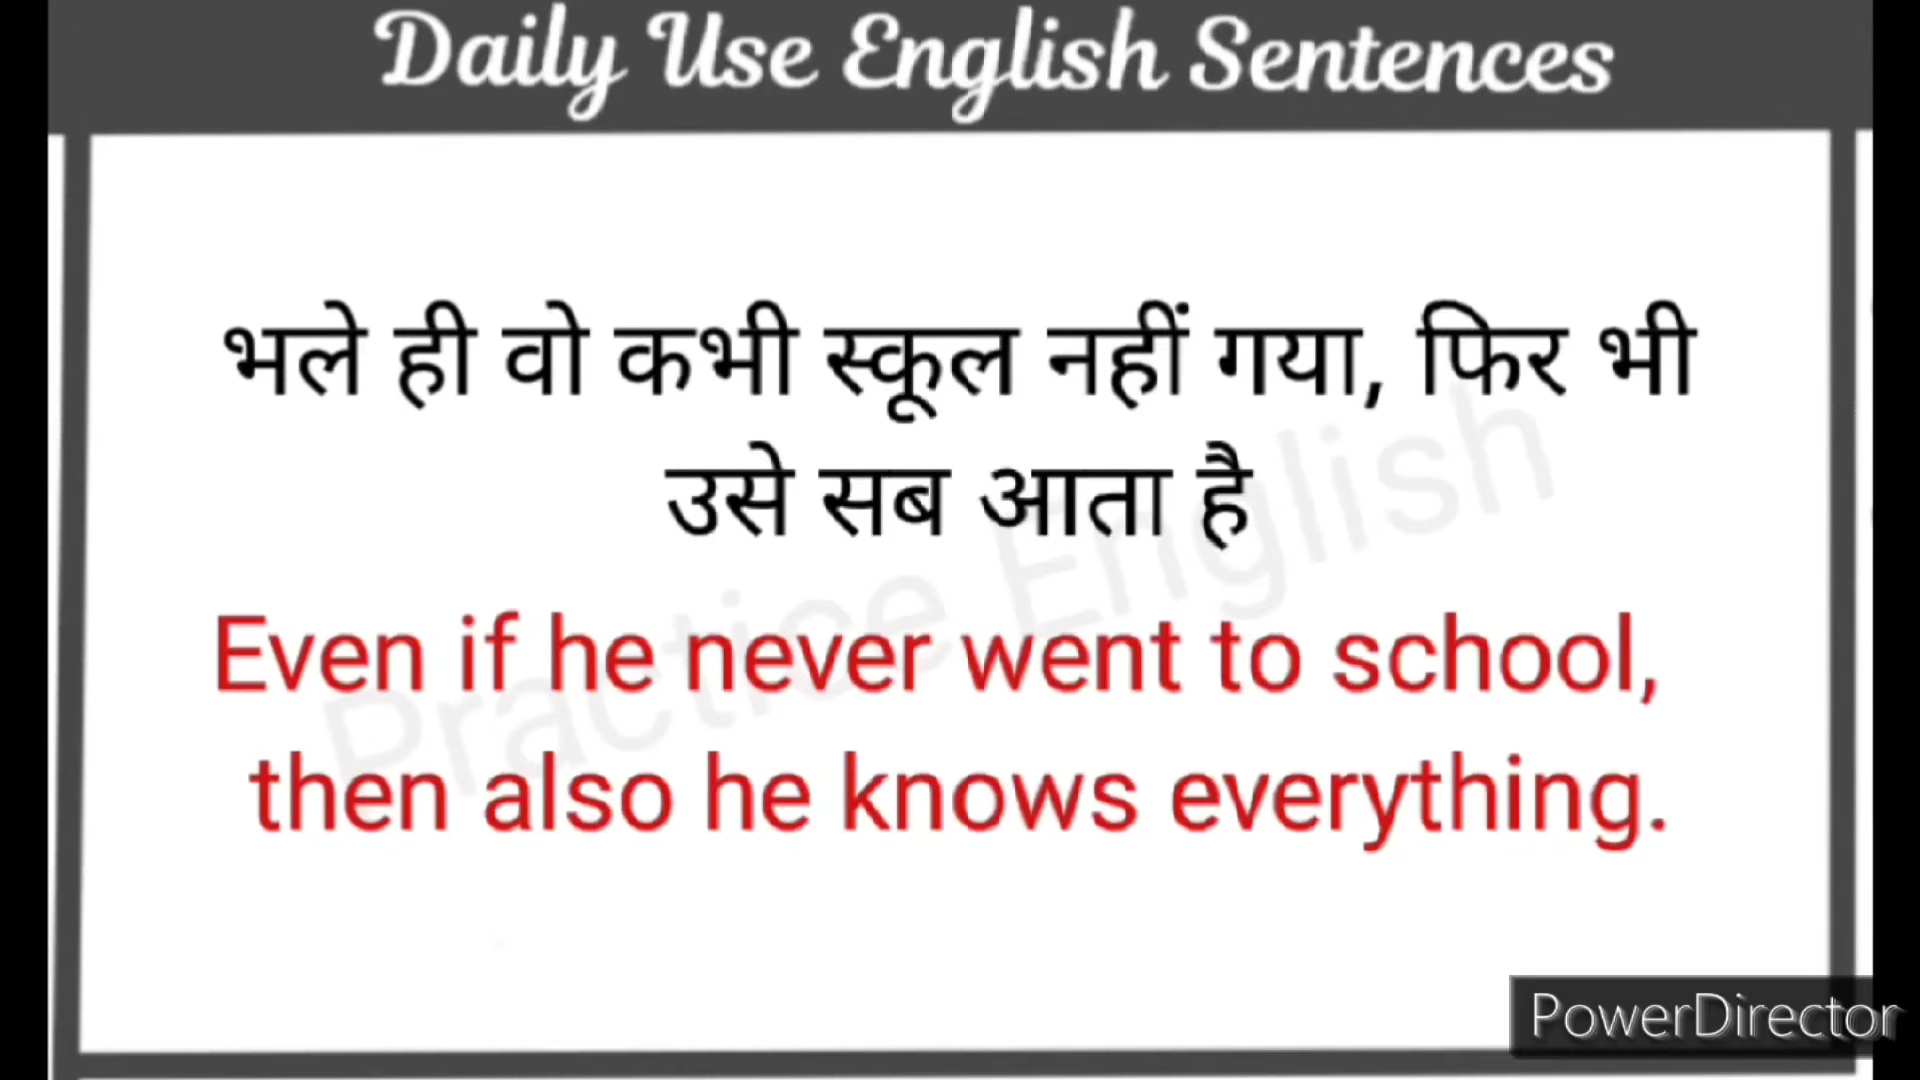 Daily Use English Sentences
भले ही वो कभी स्कूल नहीं गया, फिर भी
उसे सब आता है
Practice English
Even if he never went to school,
then also he knows everything.
PowerDirector